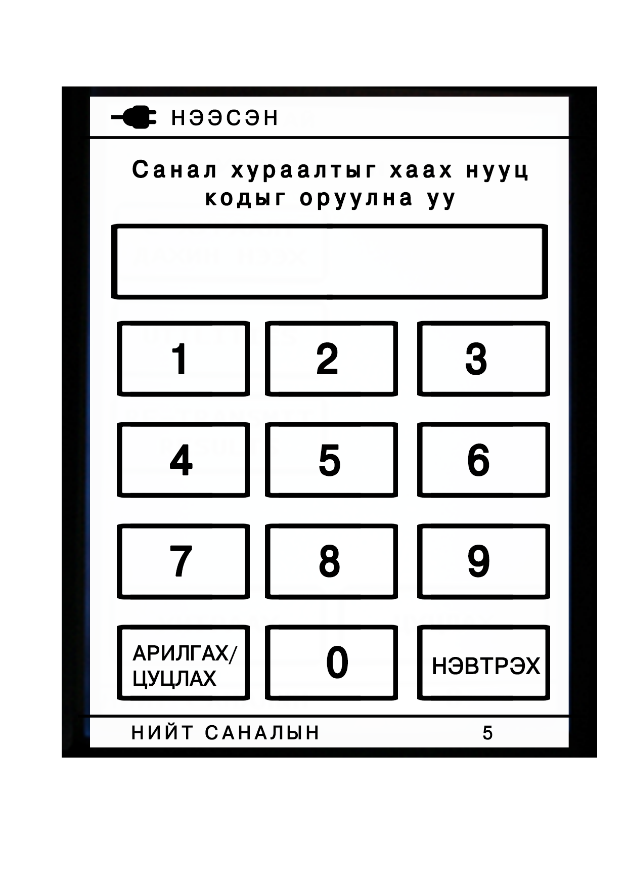 НЭЭСЭН
Санал хураалтыг хаах нууц
кодыг оруулна уу
1 2 3
4 5 6
7 8 9
АРИЛГАХ/
ЦУЦЛАХ
0
НЭВТРЭХ
НИЙТ САНАЛЫН 5